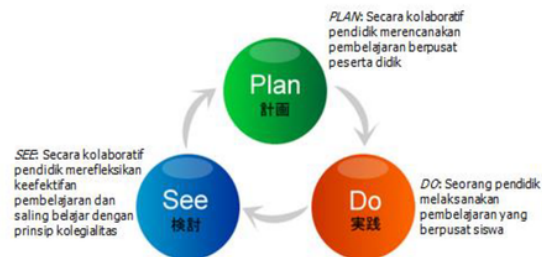 PLAN: Secara kolaboratif
pendidik merencanakan
pembelajaran berpusat
peserta didik
Plan
計画
SEE: Secara kolaboratif
pendidik merefleksikan
keefektifan
pembelajaran dan
saling belajar dengan
prinsip kolegialitas
See
検討
Do
実践
DO: Seorang pendidik
melaksanakan
pembelajaran yang
berpusat siswa